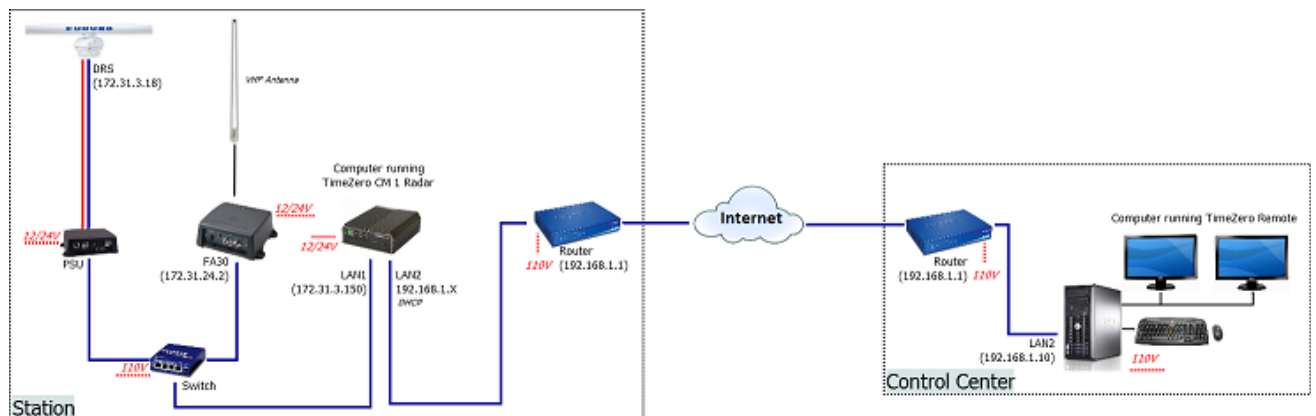 DRS
(172.31.3.18)
VHF Antenna
Computer running
TimeZero CM 1 Radar
12/24V
12/24V
12/24V
PSU
FA30
(172.31.24.2)
LAN1
(172.31.3.150)
LAN2
192.168.1.X
DHCP
110V
Router
(192.168.1.1)
110V
Switch
Station
Internet
Router
(192.168.1.1)
110V
Computer running TimeZero Remote
LAN2
(192.168.1.10)
110V
Control Center